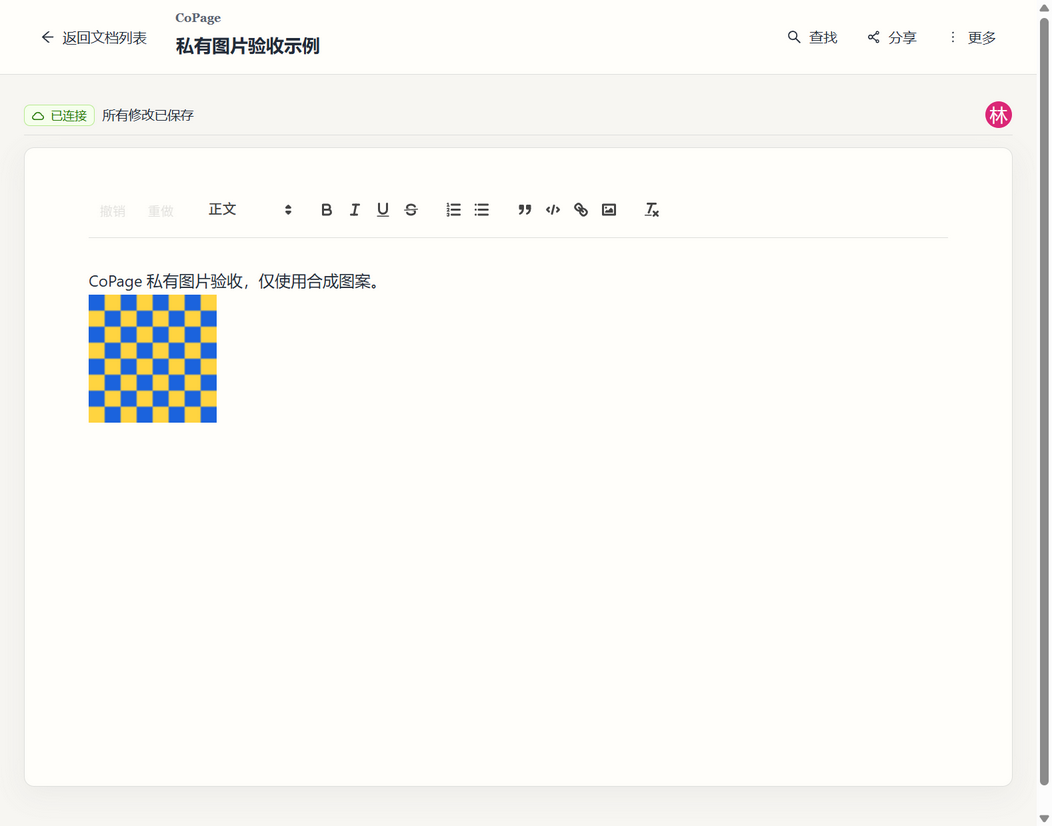 CoPage
返回文档列表
私有图片验收示例
查找
分享
更多
已连接
所有修改已保存
林
撤销
重做
正文
CoPage 私有图片验收，仅使用合成图案。